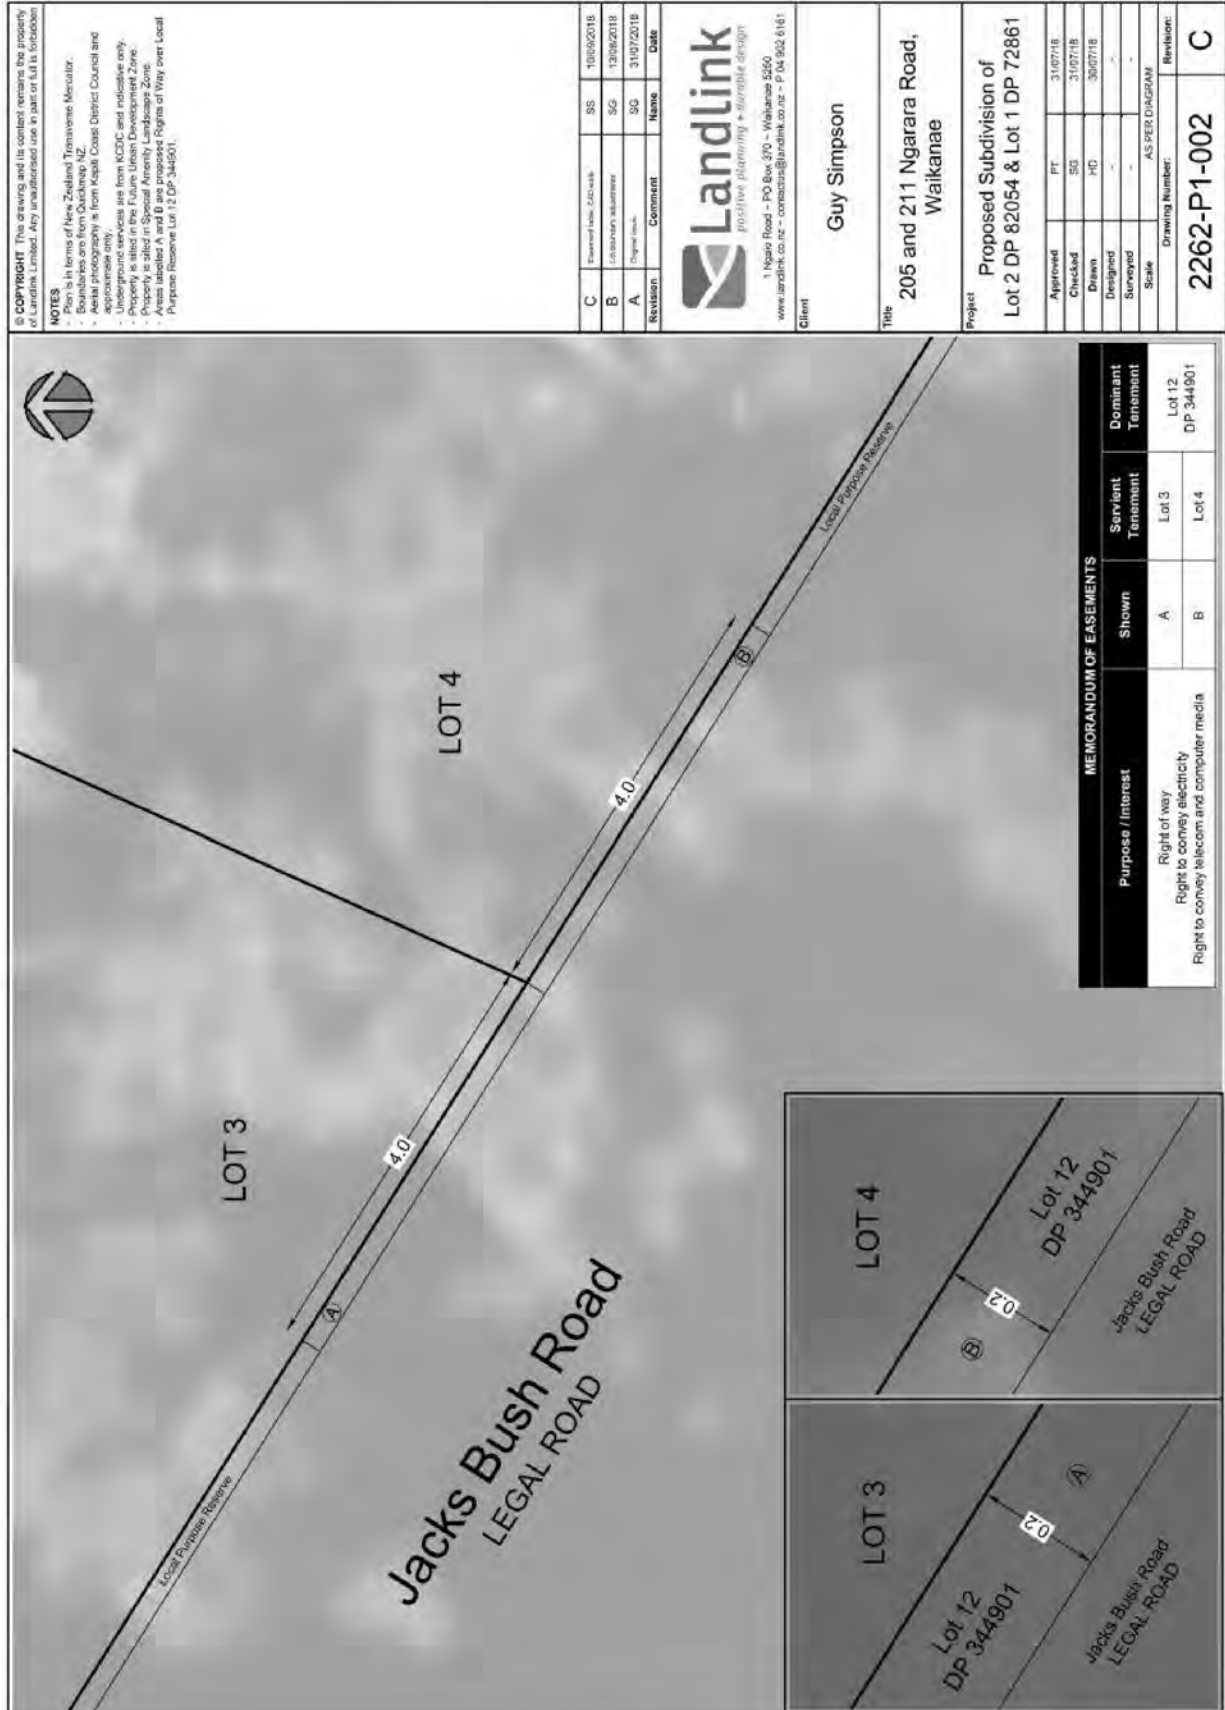 © COPYRIGHT This drawing and its content remains the property
of Landlink Limited. Any unauthorised use in part or full is forbidden
NOTES
- Plan is in terms of New Zealand Transverse Mercator.
- Boundaries are from Quickmap NZ.
- Aerial photography is from Kapiti Coast District Council and
approximate only.
- Underground services are from KCDC and indicative only.
- Property is sited in the Future Urban Development Zone.
- Property is sited in Special Amenity Landscape Zone.
- Areas labelled A and B are proposed Rights of Way over Local
Purpose Reserve Lot 12 DP 344901.
C SS 10/09/2018
B SG 13/08/2018
A Original Issue SG 31/07/2018
Revision Comment Name Date
Landlink
positive planning + durable design
1 Ngaio Road – PO Box 370 – Waikanae 5250
www.landlink.co.nz – contactus@landlink.co.nz – P 04 902 6161
Client
Guy Simpson
Title
205 and 211 Ngarara Road,
Waikanae
Project
Proposed Subdivision of
Lot 2 DP 82054 & Lot 1 DP 72861
Approved PT 31/07/18
Checked SG 31/07/18
Drawn HD 30/07/18
Designed - -
Surveyed - -
Scale AS PER DIAGRAM
Drawing Number: Revision:
2262-P1-002 C
LOT 3
LOT 4
Local Purpose Reserve
A
4.0
4.0
B
Local Purpose Reserve
Jacks Bush Road
LEGAL ROAD
LOT 3
Lot 12
DP 344901
0.2
A
Jacks Bush Road
LEGAL ROAD
LOT 4
B
0.2
Lot 12
DP 344901
Jacks Bush Road
LEGAL ROAD
MEMORANDUM OF EASEMENTS
Purpose / Interest Shown Servient Tenement Dominant Tenement
Right of way
Right to convey electricity
Right to convey telecom and computer media
A Lot 3
B Lot 4
Lot 12
DP 344901